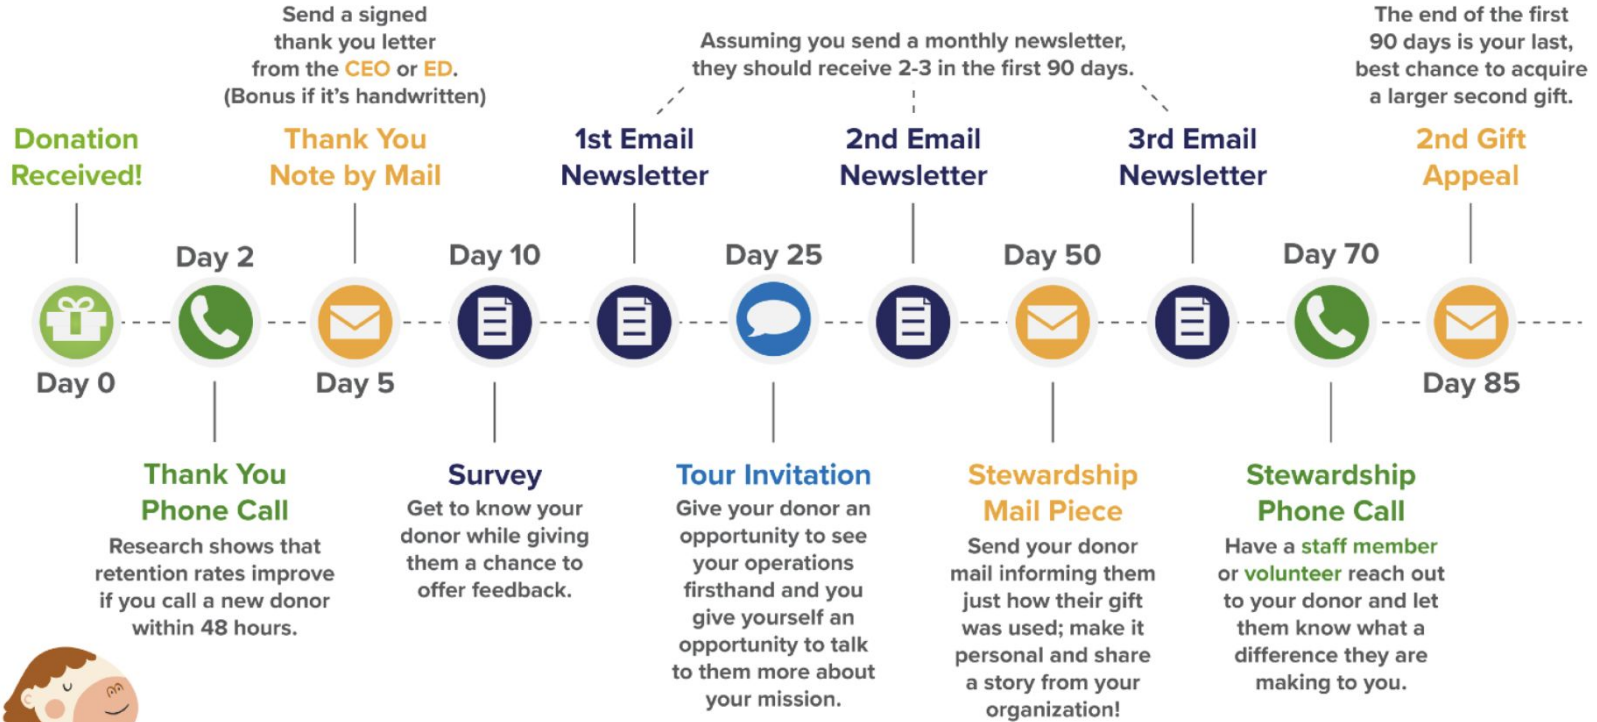 Send a signed
thank you letter
from the CEO or ED.
(Bonus if it's handwritten)
Assuming you send a monthly newsletter,
they should receive 2-3 in the first 90 days.
The end of the first
90 days is your last,
best chance to acquire
a larger second gift.
Donation
Received!
Thank You
Note by Mail
1st Email
Newsletter
2nd Email
Newsletter
3rd Email
Newsletter
2nd Gift
Appeal
Day 2
Day 10
Day 25
Day 50
Day 70
Day 0
Day 5
Day 85
Thank You
Phone Call
Research shows that
retention rates improve
if you call a new donor
within 48 hours.
Survey
Get to know your
donor while giving
them a chance to
offer feedback.
Tour Invitation
Give your donor an
opportunity to see
your operations
firsthand and you
give yourself an
opportunity to talk
to them more about
your mission.
Stewardship
Mail Piece
Send your donor
mail informing them
just how their gift
was used; make it
personal and share
a story from your
organization!
Stewardship
Phone Call
Have a staff member
or volunteer reach out
to your donor and let
them know what a
difference they are
making to you.